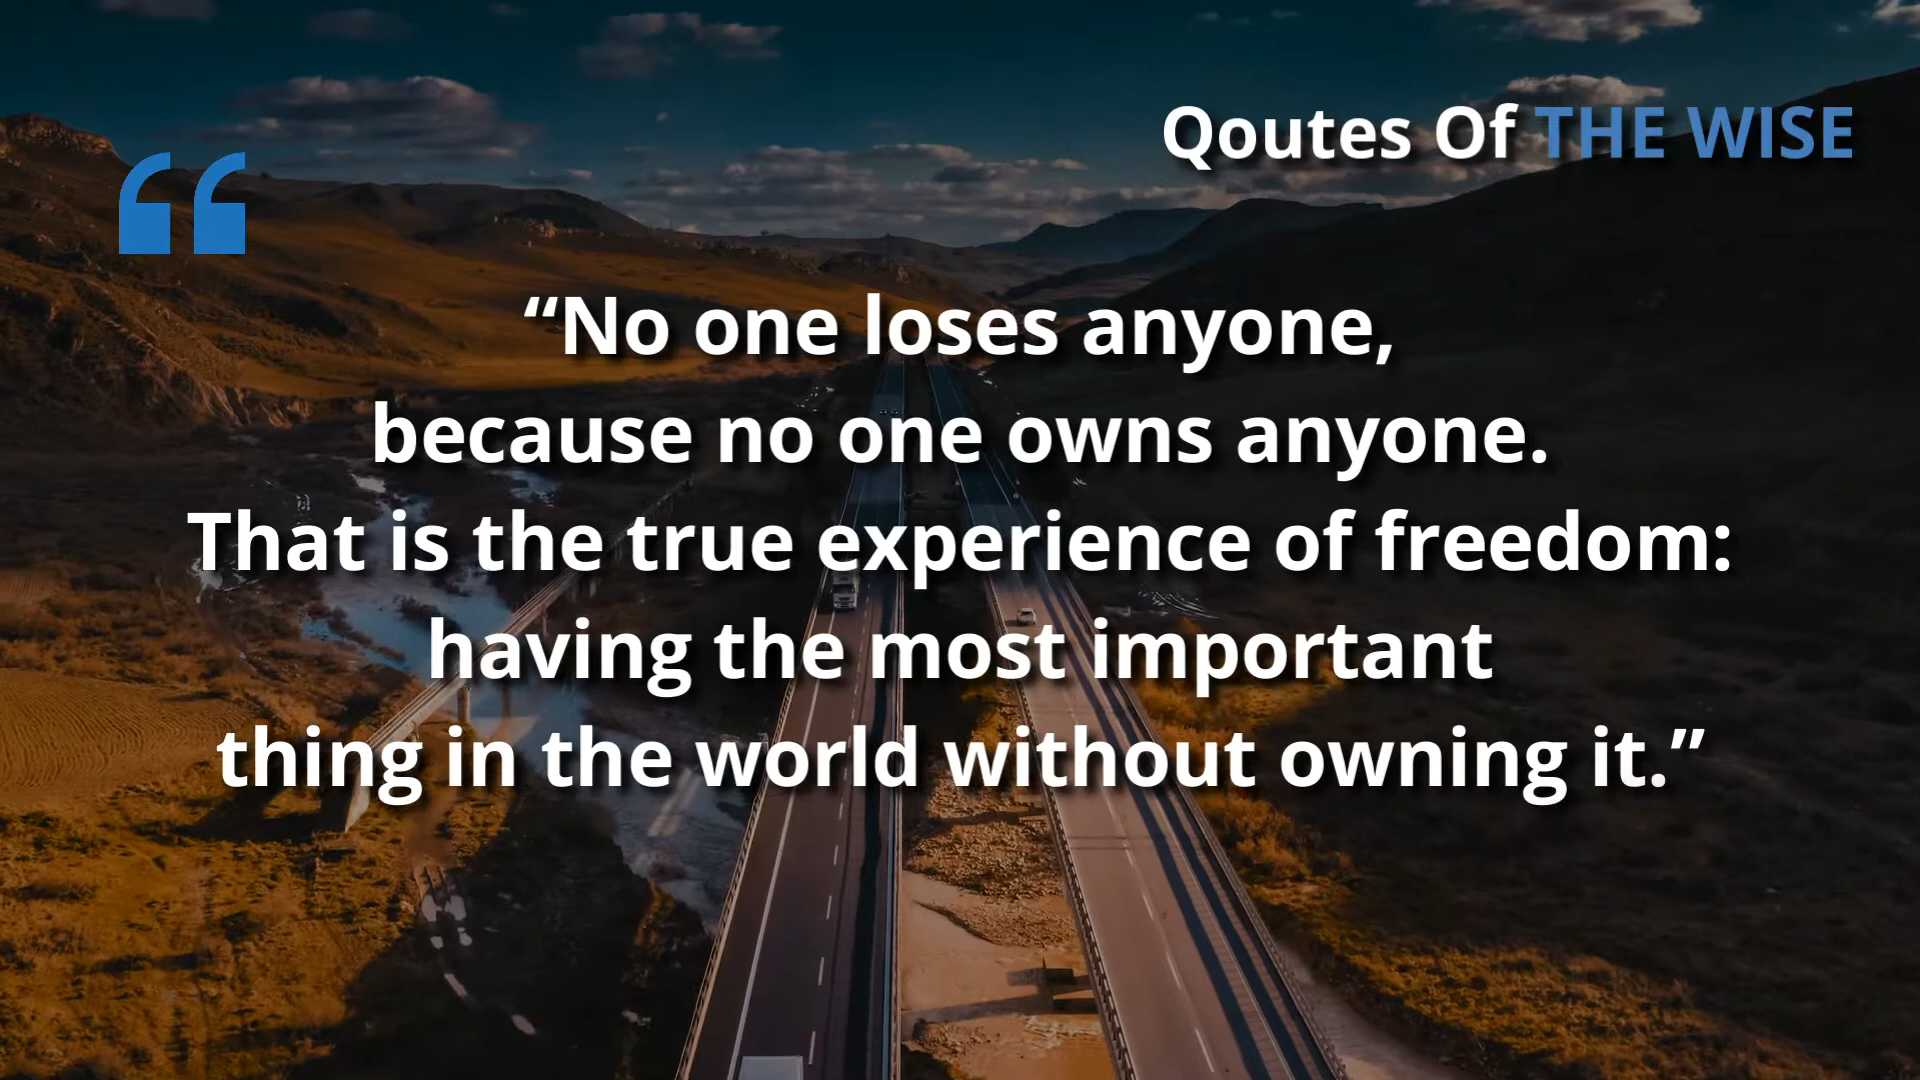 Qoutes Of THE WISE
“No one loses anyone,
because no one owns anyone.
That is the true experience of freedom:
having the most important
thing in the world without owning it.”